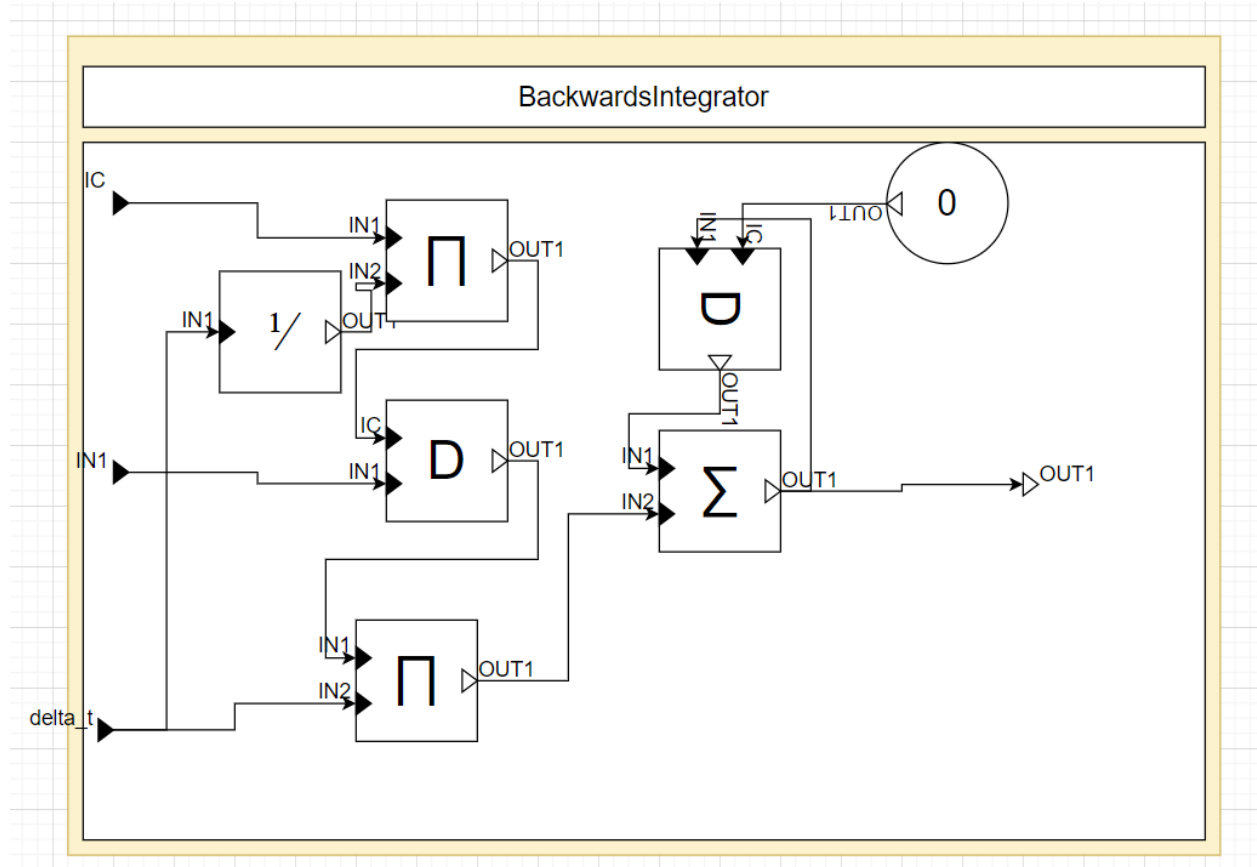 BackwardsIntegrator
IC
IN1
∏
OUT1
IN2
IN1
1/
OUT1
IC
D
OUT1
IN1
IN1
IN1
∏
OUT1
IN2
delta_t
0
OUT1
IN1
IC
D
OUT1
IN1
∑
OUT1
IN2
OUT1